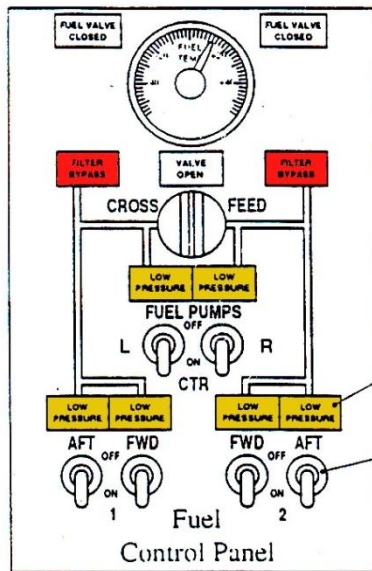 FUEL VALVE
CLOSED
FUEL VALVE
CLOSED
FUEL
TEM
FILTER
BYPASS
VALVE
OPEN
FILTER
BYPASS
CROSS
FEED
LOW
PRESSURE
LOW
PRESSURE
FUEL PUMPS
OFF
L
R
ON
CTR
LOW
PRESSURE
LOW
PRESSURE
LOW
PRESSURE
LOW
PRESSURE
AFT
FWD
FWD
AFT
OFF
OFF
ON
ON
1
2
Fuel
Control Panel